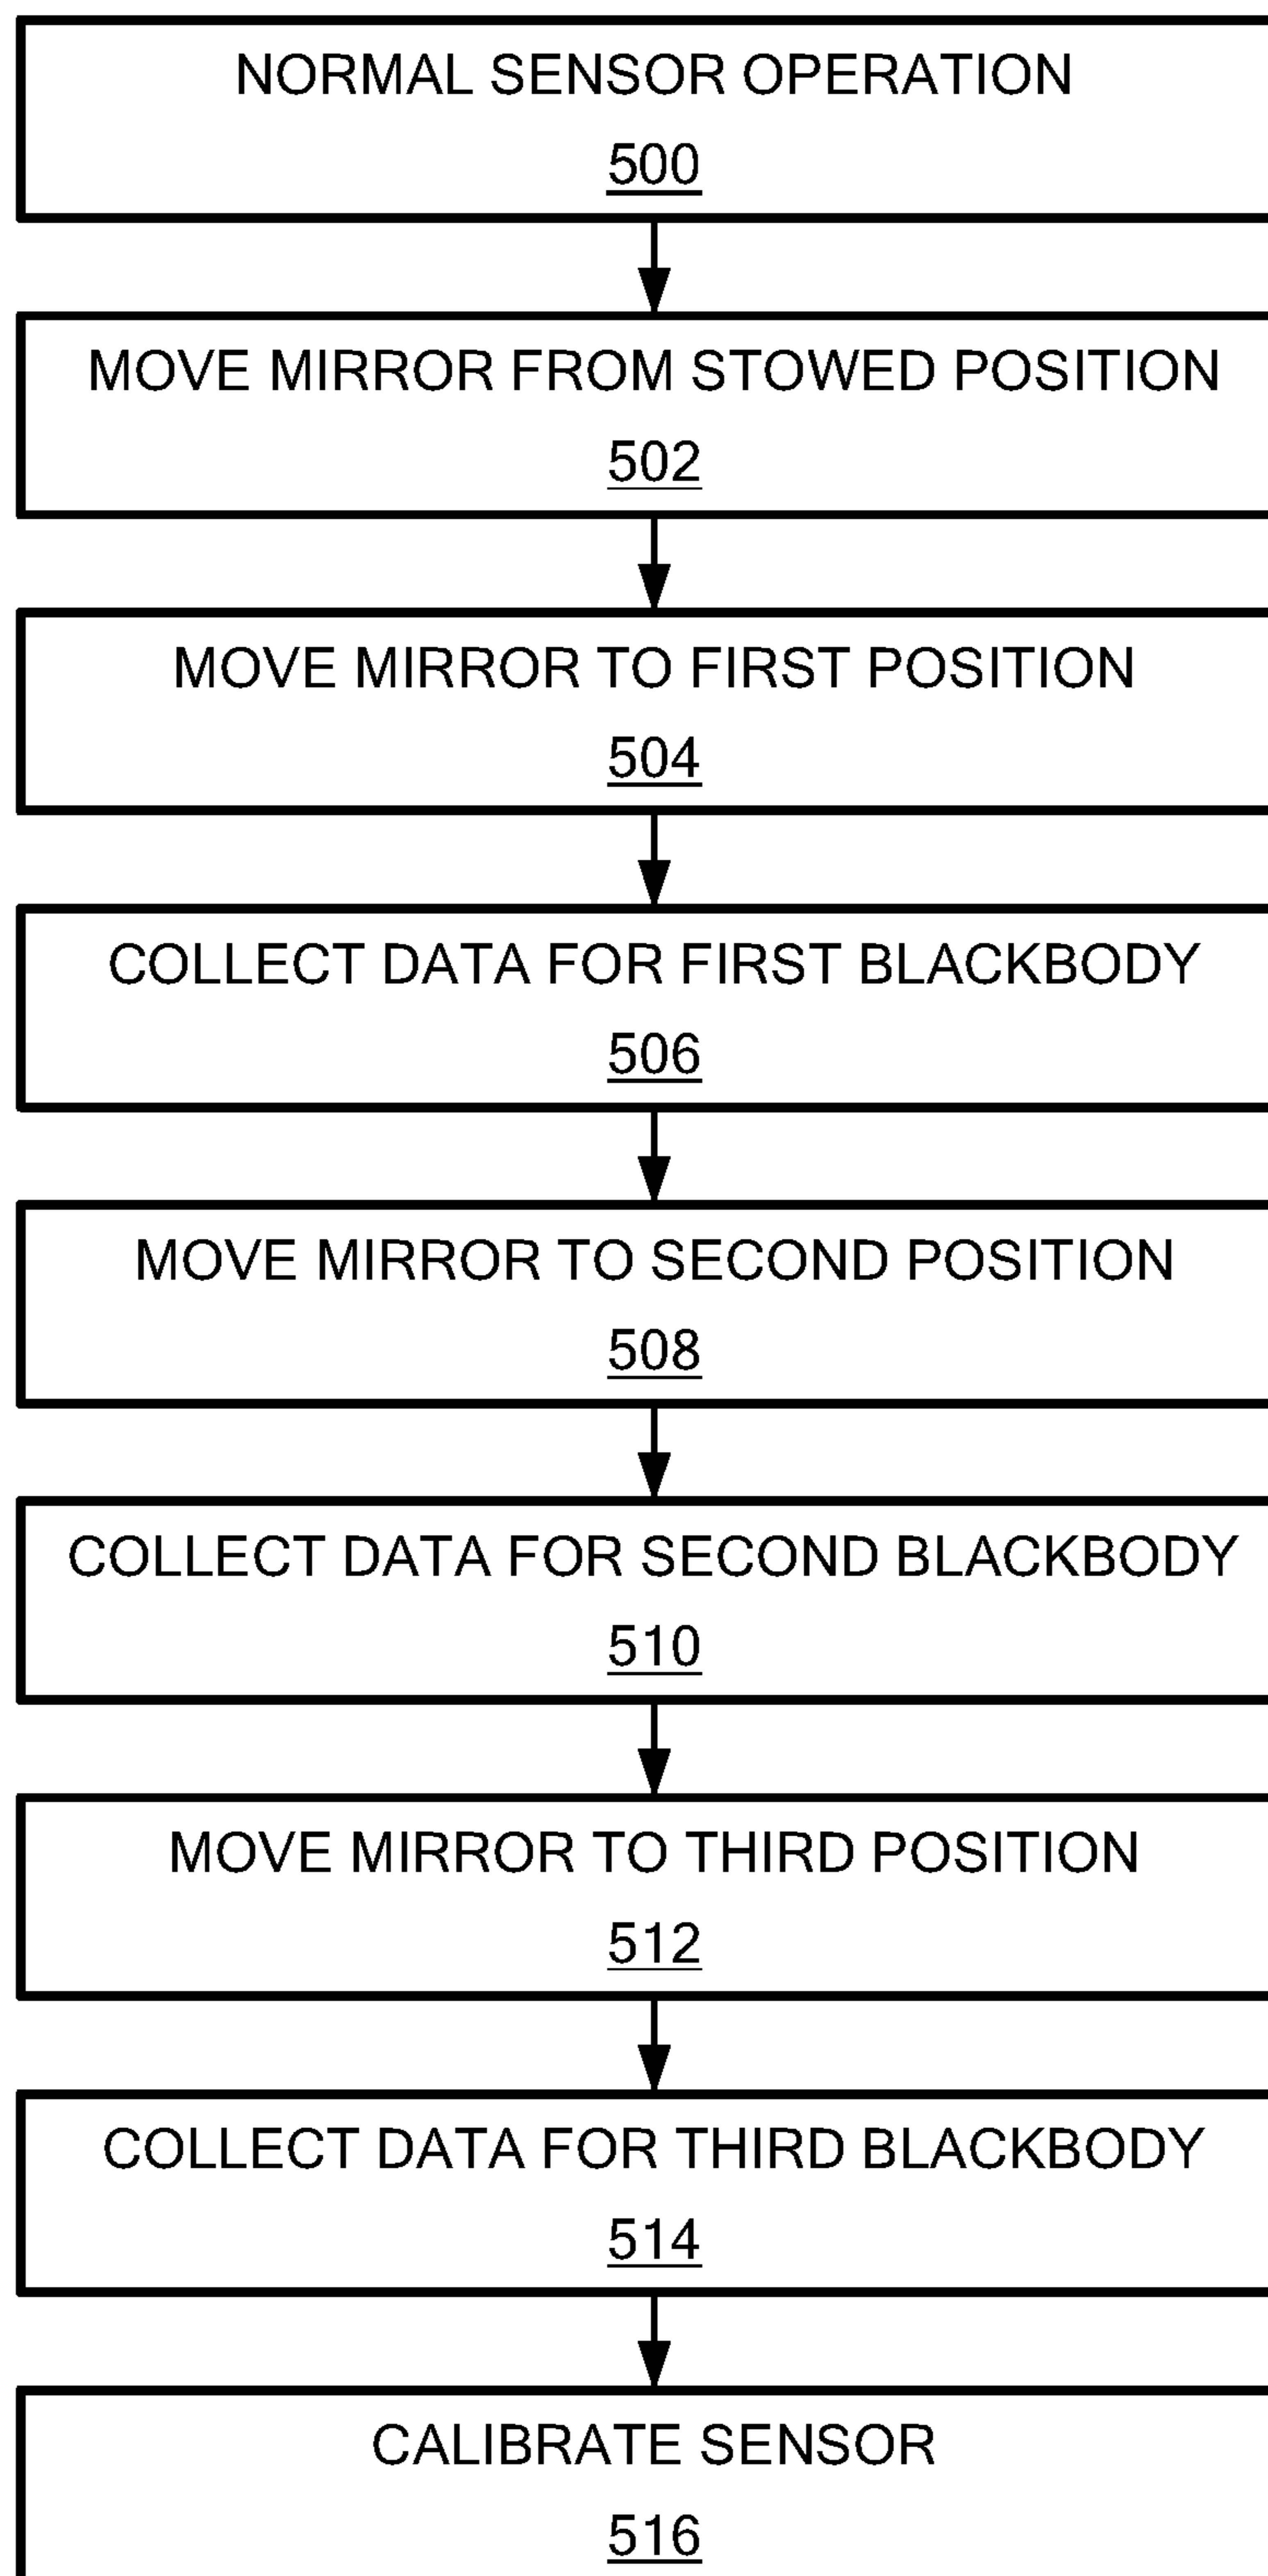 NORMAL SENSOR OPERATION
500
MOVE MIRROR FROM STOWED POSITION
502
MOVE MIRROR TO FIRST POSITION
504
COLLECT DATA FOR FIRST BLACKBODY
506
MOVE MIRROR TO SECOND POSITION
508
COLLECT DATA FOR SECOND BLACKBODY
510
MOVE MIRROR TO THIRD POSITION
512
COLLECT DATA FOR THIRD BLACKBODY
514
CALIBRATE SENSOR
516